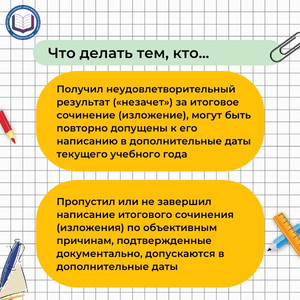 Что делать тем, кто...
Получил неудовлетворительный
результат («незачет») за итоговое
сочинение (изложение), могут быть
повторно допущены к его
написанию в дополнительные даты
текущего учебного года
Пропустил или не завершил
написание итогового сочинения
(изложения) по объективным
причинам, подтвержденные
документально, допускаются в
дополнительные даты